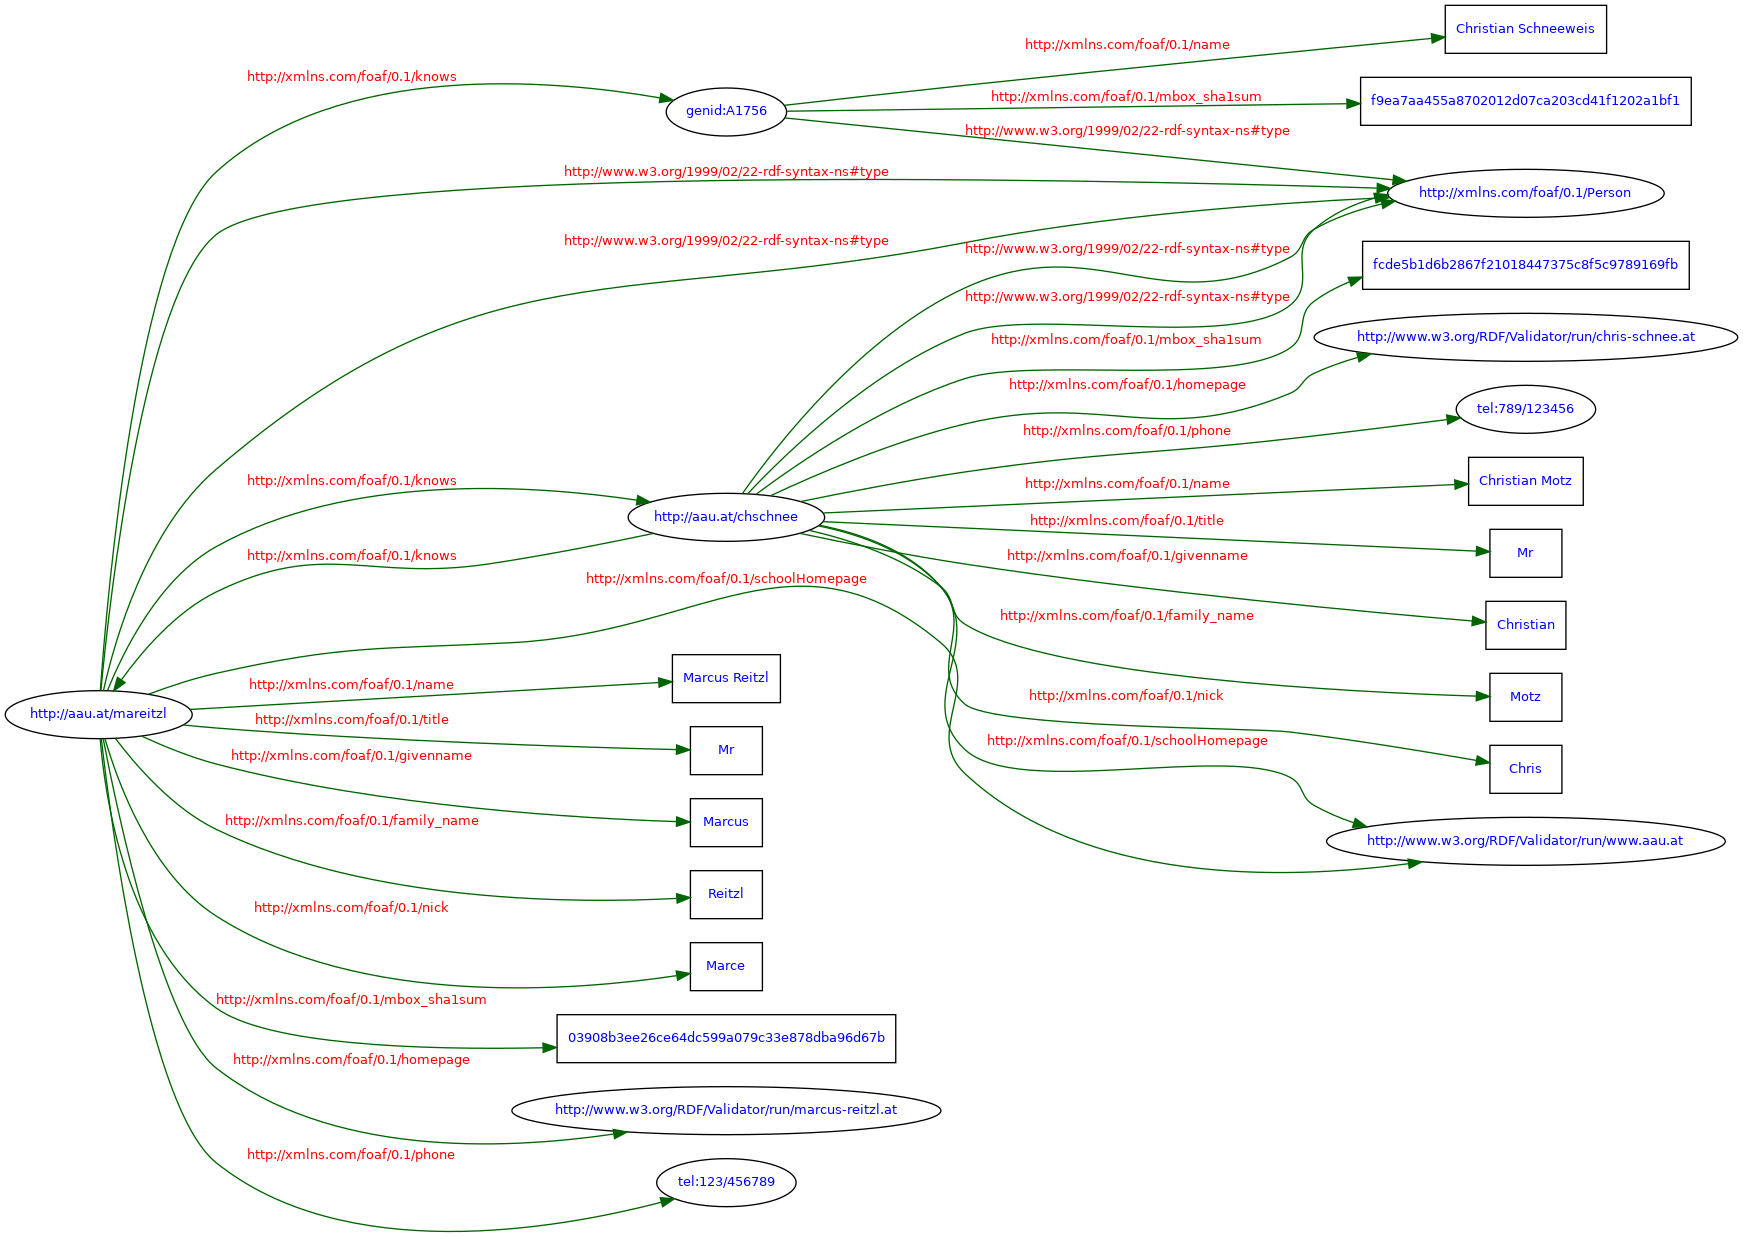 Christian Schneeweis
http://xmlns.com/foaf/0.1/name
http://xmlns.com/foaf/0.1/knows
http://xmlns.com/foaf/0.1/mbox_sha1sum
f9ea7aa455a8702012d07ca203cd41f1202a1bf1
genid:A1756
http://www.w3.org/1999/02/22-rdf-syntax-ns#type
http://www.w3.org/1999/02/22-rdf-syntax-ns#type
http://xmlns.com/foaf/0.1/Person
http://www.w3.org/1999/02/22-rdf-syntax-ns#type
http://www.w3.org/1999/02/22-rdf-syntax-ns#type
fcde5b1d6b2867f21018447375c8f5c9789169fb
http://www.w3.org/1999/02/22-rdf-syntax-ns#type
http://xmlns.com/foaf/0.1/mbox_sha1sum
http://www.w3.org/RDF/Validator/run/chris-schnee.at
http://xmlns.com/foaf/0.1/homepage
tel:789/123456
http://xmlns.com/foaf/0.1/phone
http://xmlns.com/foaf/0.1/knows
http://xmlns.com/foaf/0.1/name
Christian Motz
http://aau.at/chschnee
http://xmlns.com/foaf/0.1/title
http://xmlns.com/foaf/0.1/knows
http://xmlns.com/foaf/0.1/givenname
Mr
http://xmlns.com/foaf/0.1/schoolHomepage
http://xmlns.com/foaf/0.1/family_name
Christian
http://xmlns.com/foaf/0.1/name
Marcus Reitzl
http://xmlns.com/foaf/0.1/nick
Motz
http://aau.at/mareitzl
http://xmlns.com/foaf/0.1/title
http://xmlns.com/foaf/0.1/schoolHomepage
Mr
http://xmlns.com/foaf/0.1/givenname
Chris
http://xmlns.com/foaf/0.1/family_name
Marcus
http://www.w3.org/RDF/Validator/run/www.aau.at
Reitzl
http://xmlns.com/foaf/0.1/nick
Marce
http://xmlns.com/foaf/0.1/mbox_sha1sum
03908b3ee26ce64dc599a079c33e878dba96d67b
http://xmlns.com/foaf/0.1/homepage
http://www.w3.org/RDF/Validator/run/marcus-reitzl.at
http://xmlns.com/foaf/0.1/phone
tel:123/456789